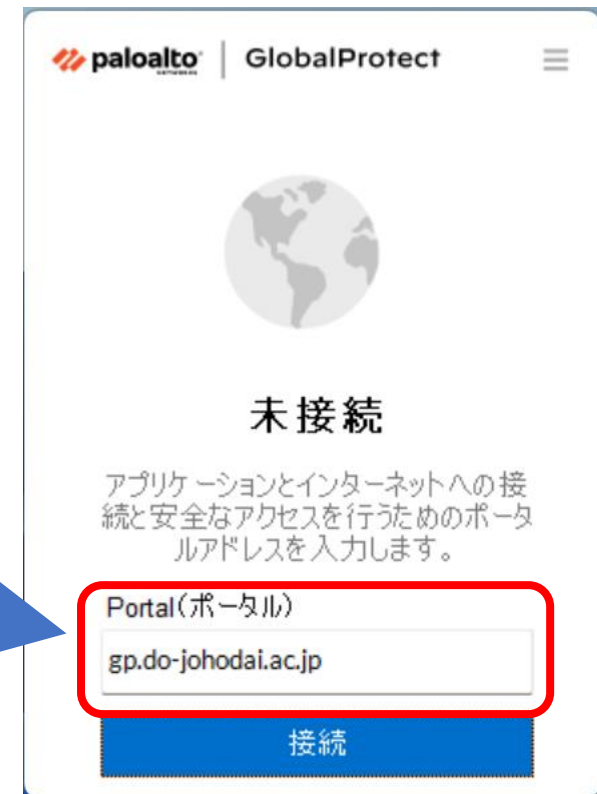 paloalto NETWORKS | GlobalProtect
未接続
アプリケーションとインターネットへの接
続と安全なアクセスを行うためのポータ
ルアドレスを入力します。
Portal(ポータル)
gp.do-johodai.ac.jp
接続